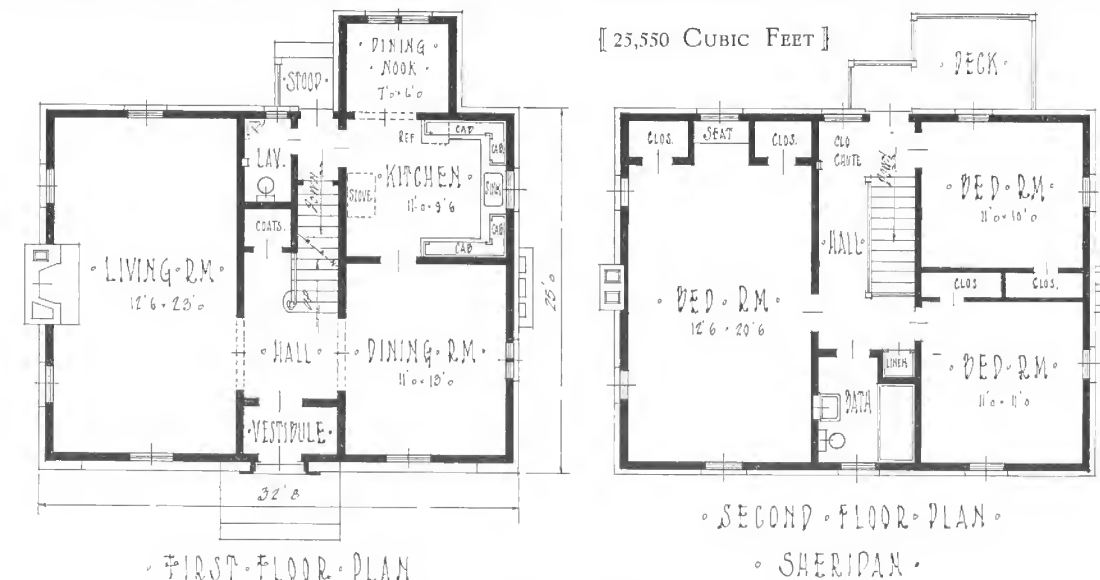 · DINING ·
· NOOK ·
7'0 × 6'0
· STOOP ·
REF
CAB
CAB
LAV.
· KITCHEN ·
11'0 × 9'6
STOVE
SINK
DOWN
COATS.
CAB
CAB
· LIVING · RM ·
12'6 × 23'0
UP
· HALL ·
· DINING · RM ·
11'0 × 13'0
25'0
· VESTIBULE ·
32'8
· FIRST · FLOOR · PLAN
[ 25,550 CUBIC FEET ]
· DECK ·
CLOS.
SEAT
CLOS.
CLO
CHUTE
DOWN
· BED · RM ·
11'0 × 10'0
· HALL ·
CLOS
CLOS.
· BED · RM ·
12'6 × 20'6
LINEN
· BED · RM ·
11'0 × 11'0
· BATH
· SECOND · FLOOR · PLAN
· SHERIDAN ·